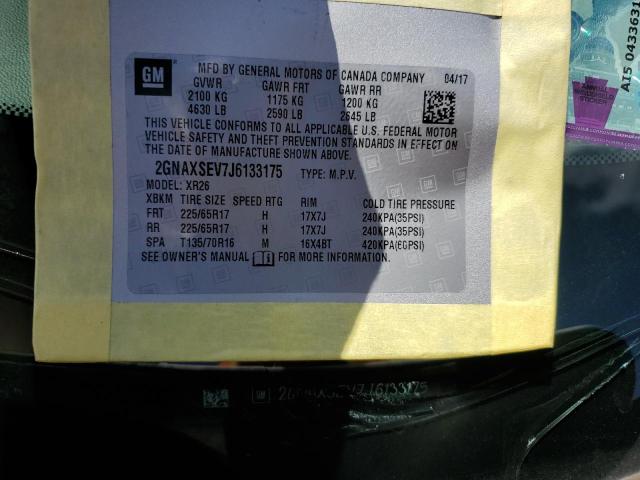 GM
MFD BY GENERAL MOTORS OF CANADA COMPANY 04/17
GVWR GAWR FRT GAWR RR
2100 KG 1175 KG 1200 KG
4630 LB 2590 LB 2645 LB
THIS VEHICLE CONFORMS TO ALL APPLICABLE U.S. FEDERAL MOTOR
VEHICLE SAFETY AND THEFT PREVENTION STANDARDS IN EFFECT ON
THE DATE OF MANUFACTURE SHOWN ABOVE.
2GNAXSEV7J6133175 TYPE: M.P.V.
MODEL: XR26
XBKM TIRE SIZE SPEED RTG RIM COLD TIRE PRESSURE
FRT 225/65R17 H 17X7J 240KPA(35PSI)
RR 225/65R17 H 17X7J 240KPA(35PSI)
SPA T135/70R16 M 16X4BT 420KPA(60PSI)
SEE OWNER'S MANUAL FOR MORE INFORMATION.
GM 2GNAXSEV7J6133175
AI5 0433631